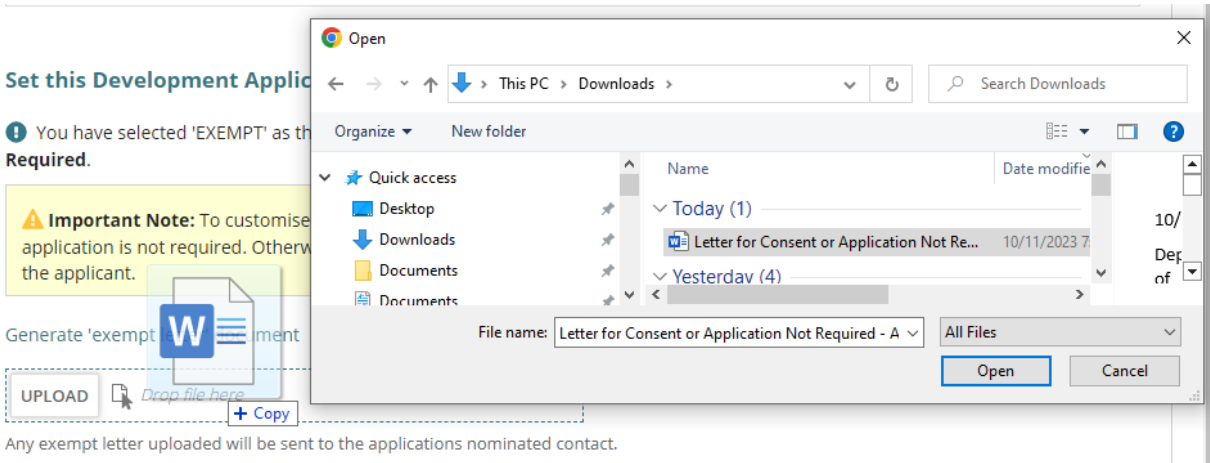 Open
Set this Development Applic
This PC
Downloads
Search Downloads
You have selected 'EXEMPT' as th
Required.
Organize
New folder
Name
Date modifie
Quick access
Desktop
Today (1)
Important Note: To customise
Downloads
Letter for Consent or Application Not Re...
10/11/2023 7:
10/
application is not required. Otherw
Documents
Dep
the applicant.
Yesterday (4)
of
Documents
W
Generate 'exempt
ment
File name:
Letter for Consent or Application Not Required - A
All Files
Open
Cancel
UPLOAD
Drop file here
+ Copy
Any exempt letter uploaded will be sent to the applications nominated contact.